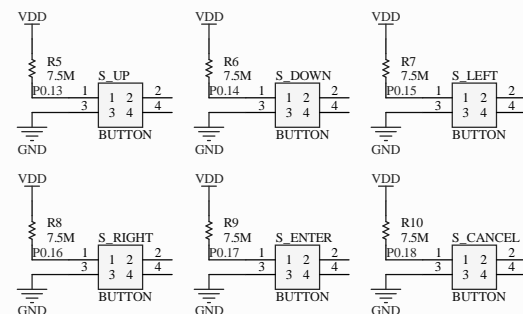 VDD VDD VDD
R5 R6 R7
7.5M S_UP 7.5M S_DOWN 7.5M S_LEFT
P0.13 1 1 2 2 P0.14 1 1 2 2 P0.15 1 1 2 2
3 3 4 4 3 3 4 4 3 3 4 4
BUTTON BUTTON BUTTON
GND GND GND
VDD VDD VDD
R8 R9 R10
7.5M S_RIGHT 7.5M S_ENTER 7.5M S_CANCEL
P0.16 1 1 2 2 P0.17 1 1 2 2 P0.18 1 1 2 2
3 3 4 4 3 3 4 4 3 3 4 4
BUTTON BUTTON BUTTON
GND GND GND